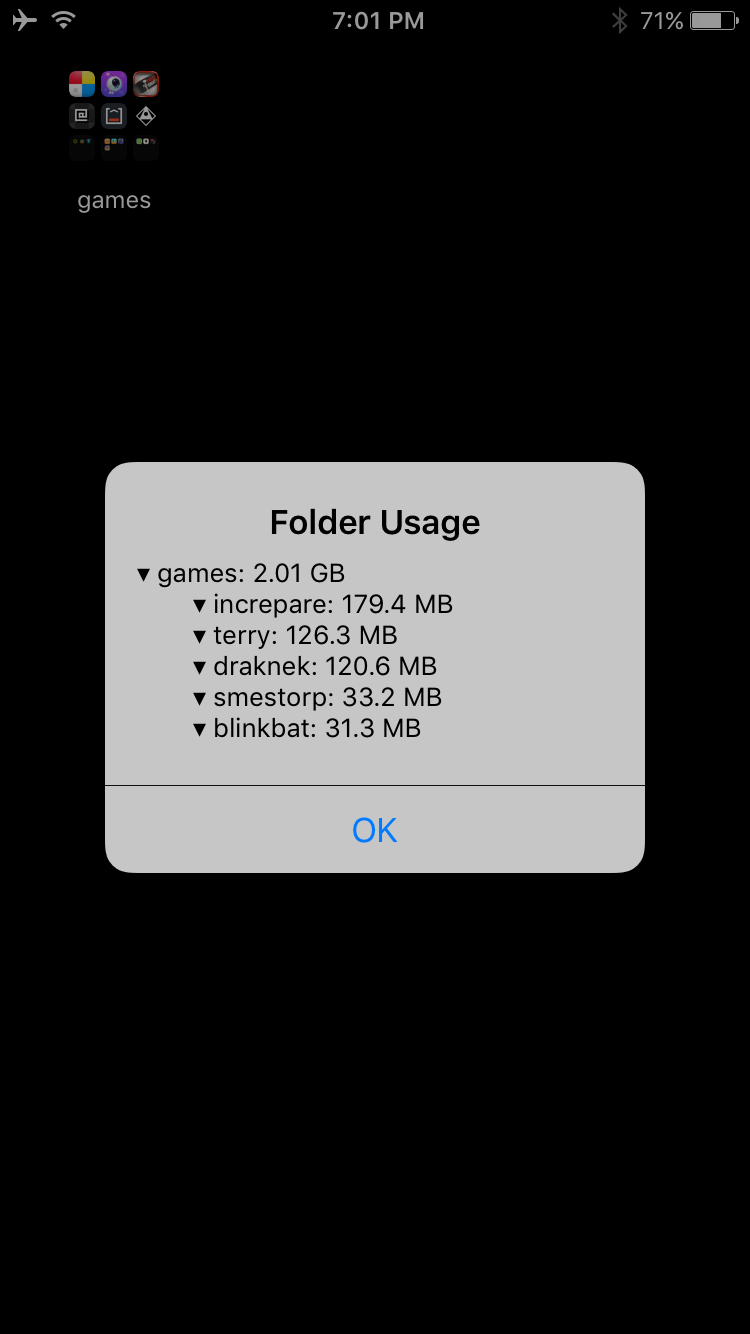 7:01 PM
71%
games
Folder Usage
▾ games: 2.01 GB
▾ increpare: 179.4 MB
▾ terry: 126.3 MB
▾ draknek: 120.6 MB
▾ smestorp: 33.2 MB
▾ blinkbat: 31.3 MB
OK